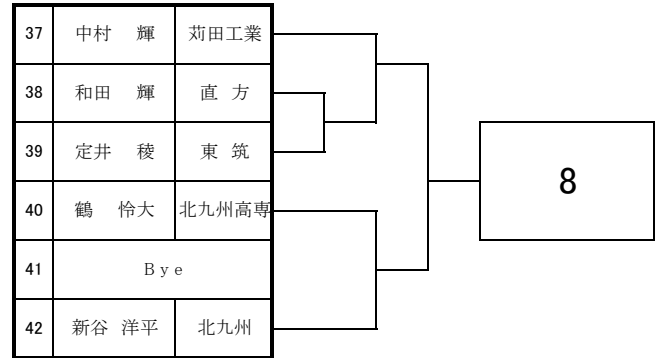 37 中村 輝 苅田工業
38 和田 輝 直 方
39 定井 稜 東 筑
40 鶴 怜大 北九州高専
41 Bye
42 新谷 洋平 北九州
8